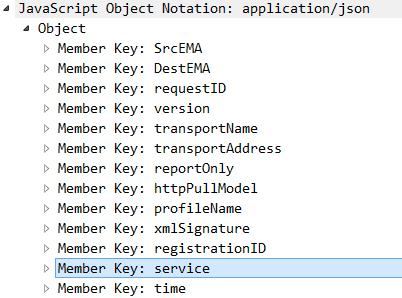 JavaScript Object Notation: application/json
Object
Member Key: SrcEMA
Member Key: DestEMA
Member Key: requestID
Member Key: version
Member Key: transportName
Member Key: transportAddress
Member Key: reportOnly
Member Key: httpPullModel
Member Key: profileName
Member Key: xmlSignature
Member Key: registrationID
Member Key: service
Member Key: time